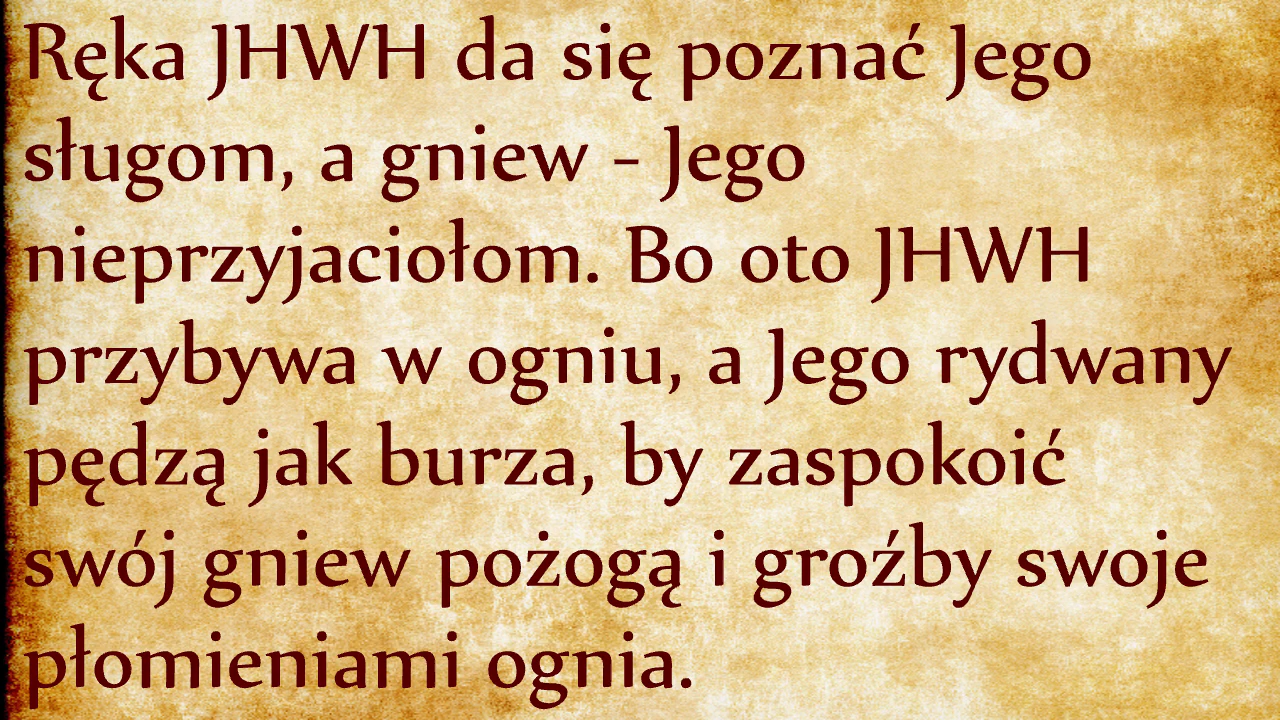 Ręka JHWH da się poznać Jego
sługom, a gniew - Jego
nieprzyjaciołom. Bo oto JHWH
przybywa w ogniu, a Jego rydwany
pędzą jak burza, by zaspokoić
swój gniew pożogą i groźby swoje
płomieniami ognia.